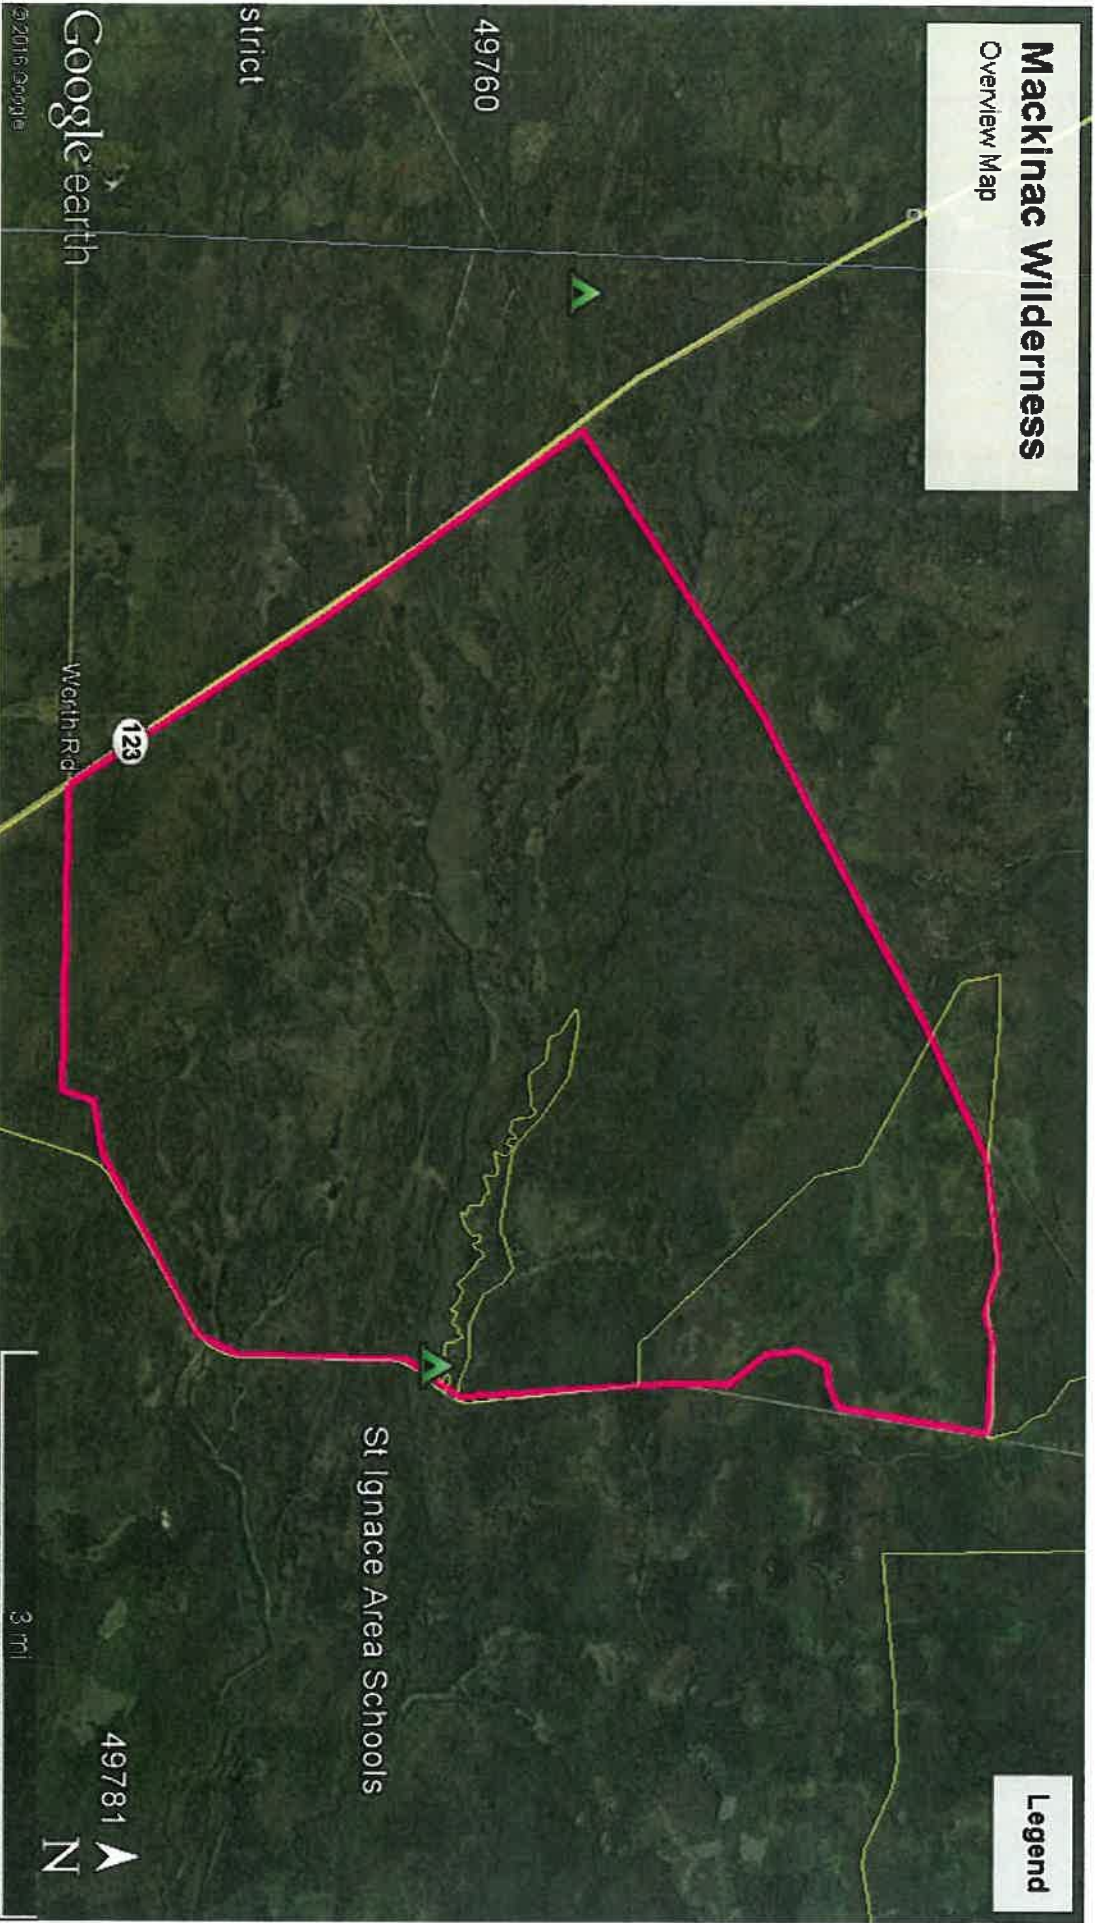 Mackinac Wilderness
Overview Map
Legend
49760
strict
St Ignace Area Schools
123
Worth Rd
49781
N
Google earth
©2016 Google
3 mi